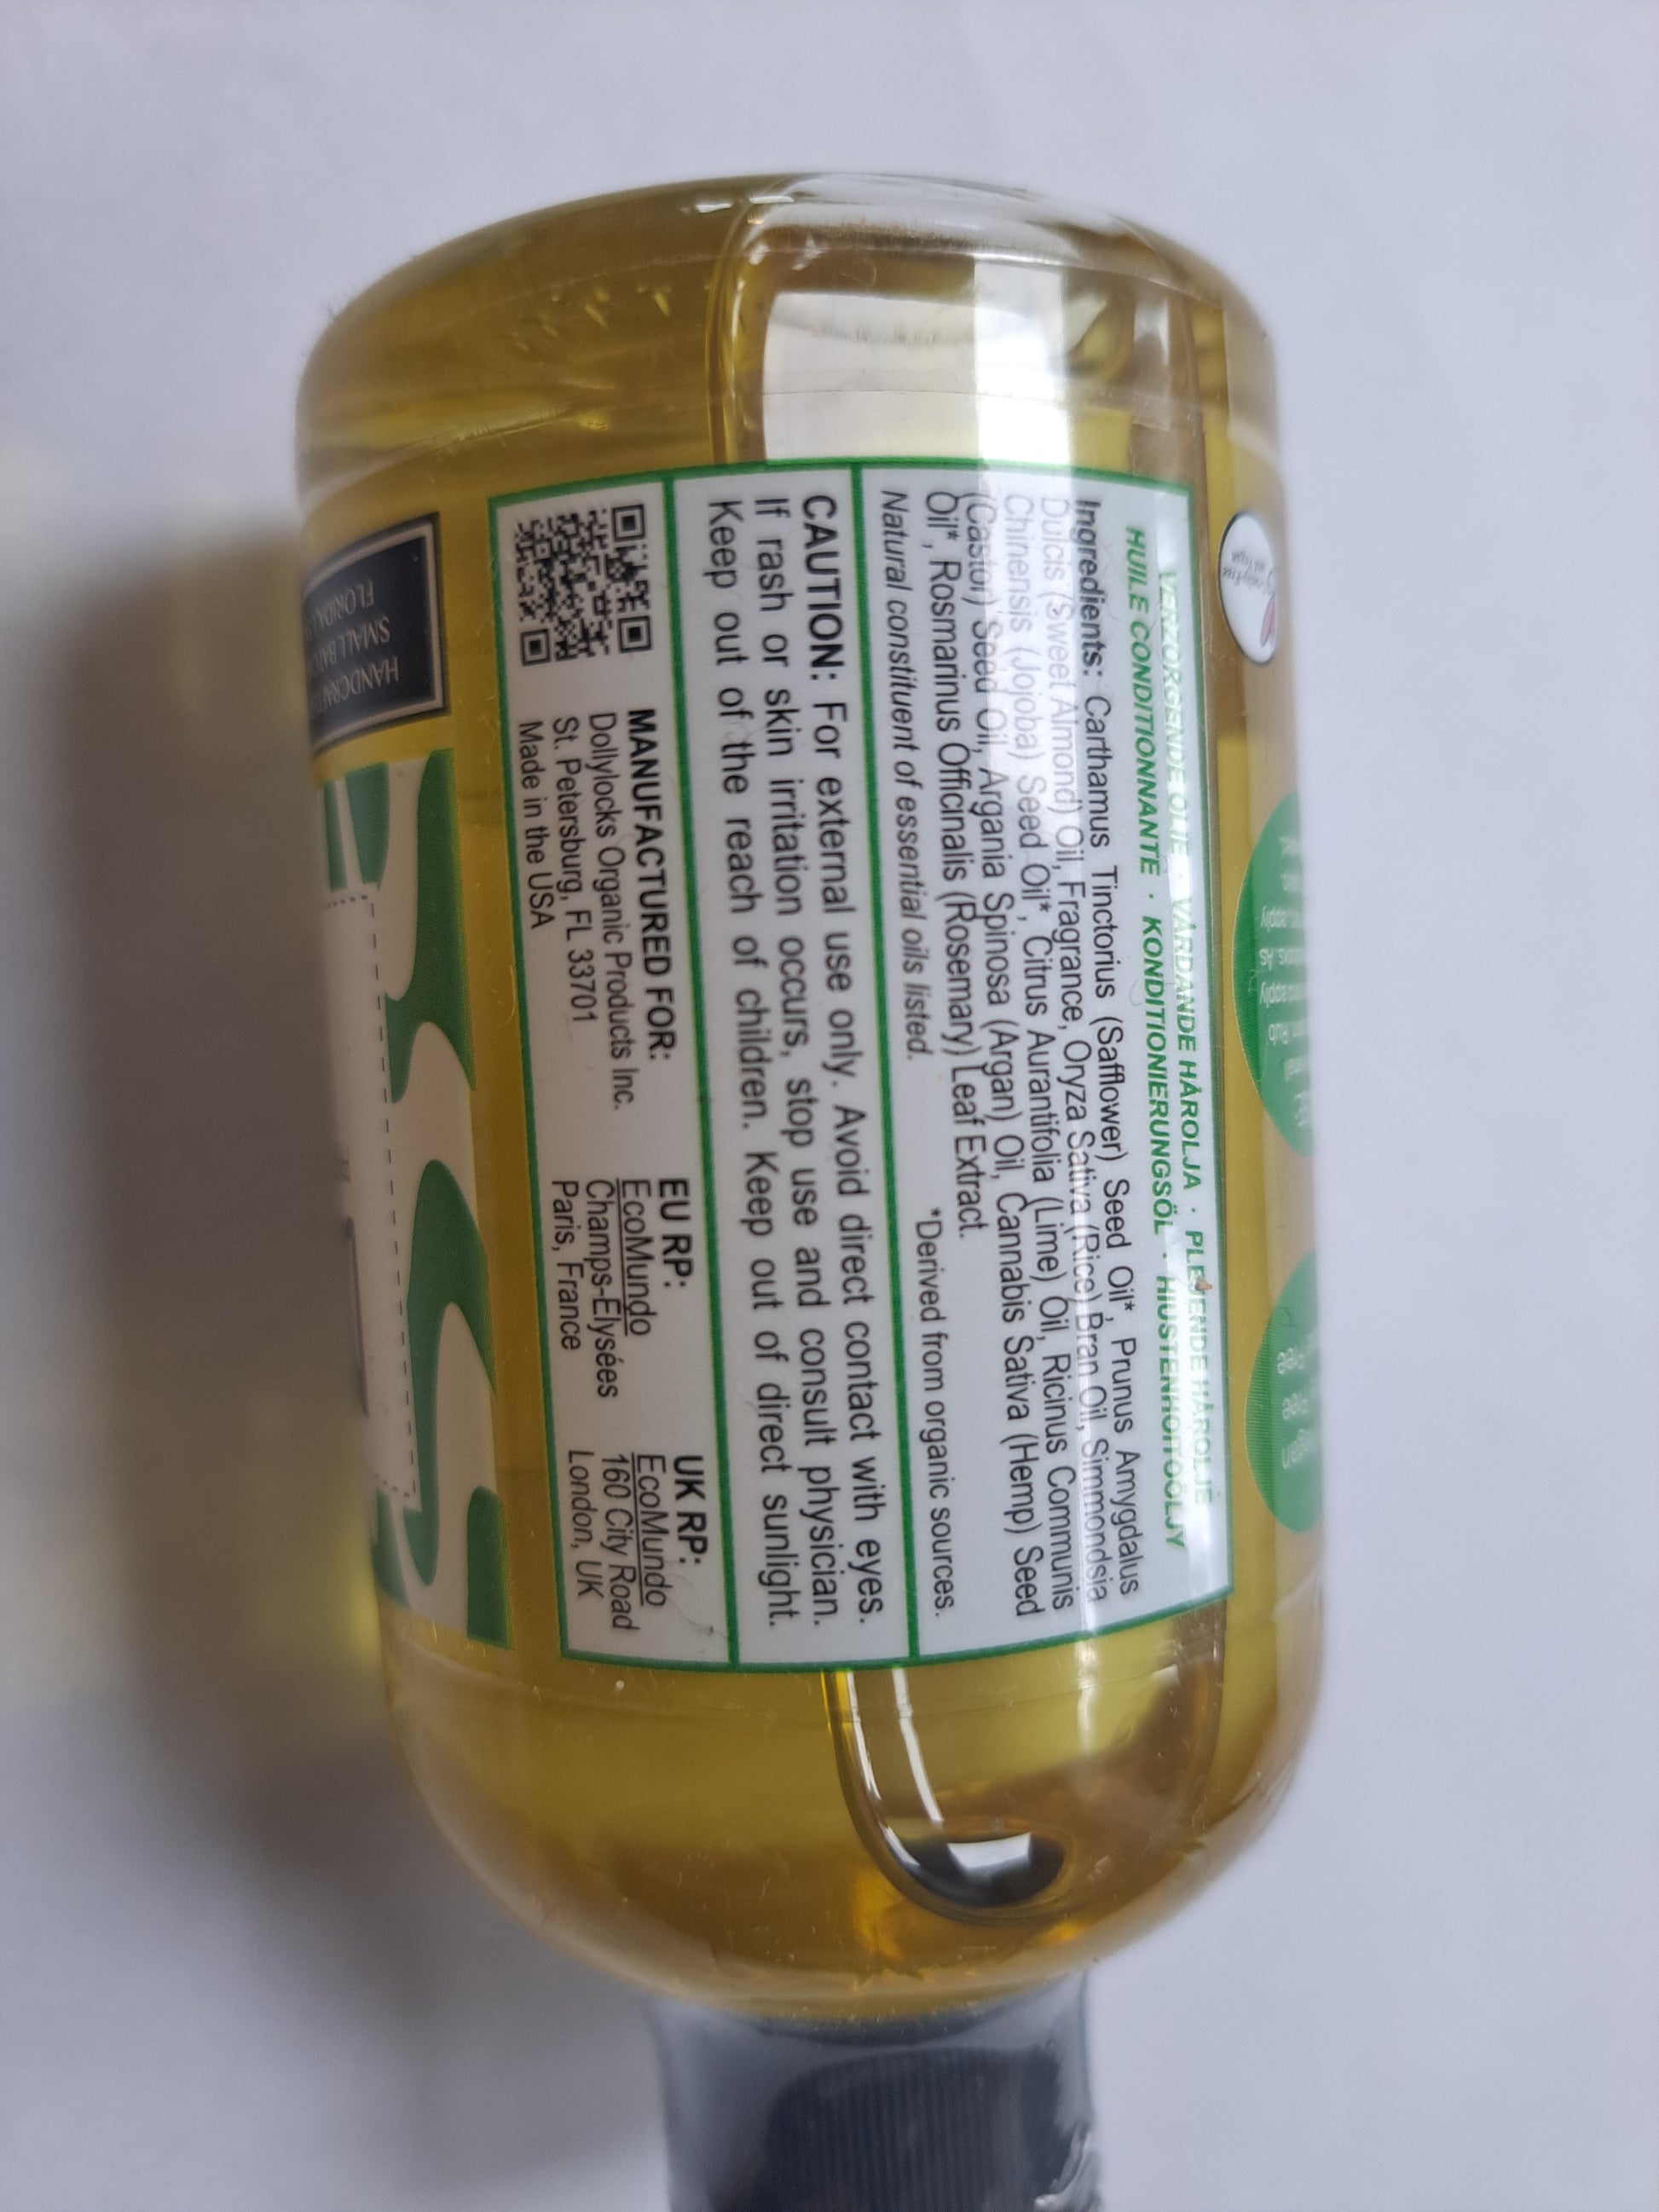 VERZORGENDE OLIE · VÅRDANDE HÅROLJA · PLEJENDE HÅROLJE
HUILE CONDITIONNANTE · KONDITIONIERUNGSÖL · HIUSTENHOITOÖLJY
Ingredients: Carthamus Tinctorius (Safflower) Seed Oil*, Prunus Amygdalus
Dulcis (Sweet Almond) Oil, Fragrance, Oryza Sativa (Rice) Bran Oil, Simmondsia
Chinensis (Jojoba) Seed Oil*, Citrus Aurantifolia (Lime) Oil, Ricinus Communis
(Castor) Seed Oil, Argania Spinosa (Argan) Oil, Cannabis Sativa (Hemp) Seed
Oil*, Rosmarinus Officinalis (Rosemary) Leaf Extract.
*Derived from organic sources.
Natural constituent of essential oils listed.
CAUTION: For external use only. Avoid direct contact with eyes.
If rash or skin irritation occurs, stop use and consult physician.
Keep out of the reach of children. Keep out of direct sunlight.
MANUFACTURED FOR:
Dollylocks Organic Products Inc.
St. Petersburg, FL 33701
Made in the USA
EU RP:
EcoMundo
Champs-Elysées
Paris, France
UK RP:
EcoMundo
160 City Road
London, UK
SMALL
FLORIDA